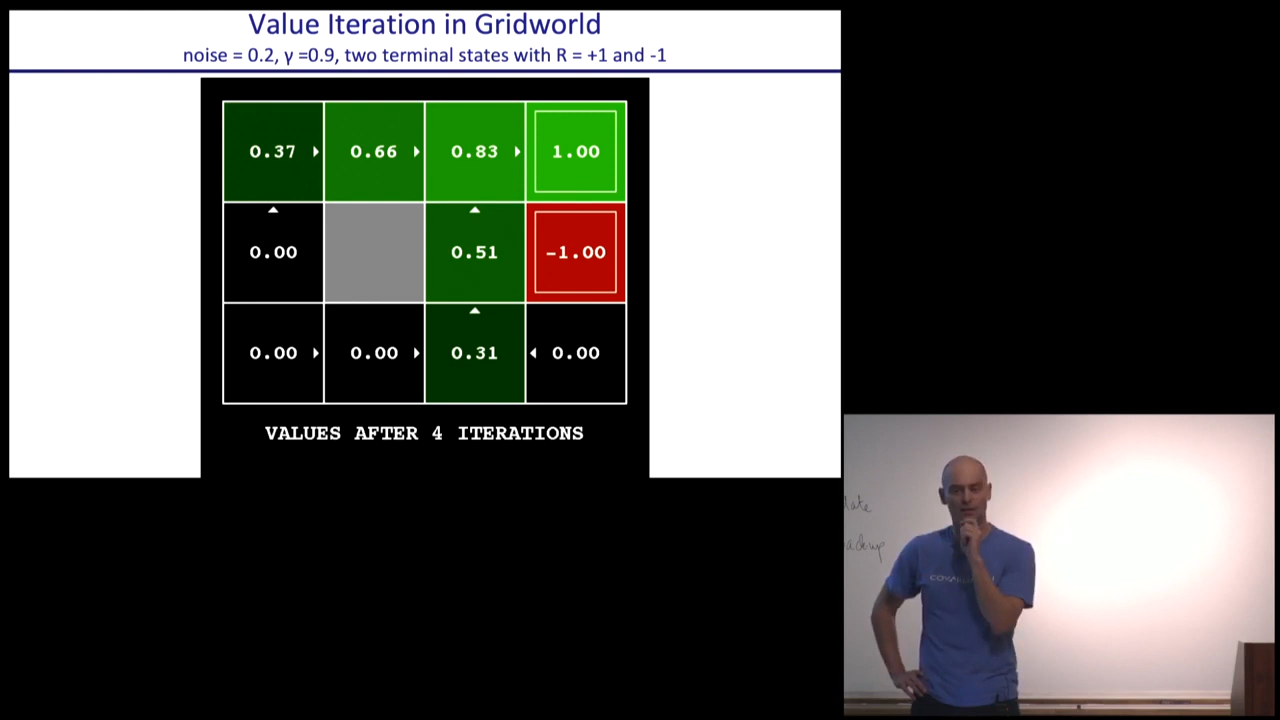 Value Iteration in Gridworld
noise = 0.2, γ =0.9, two terminal states with R = +1 and -1
0.37 0.66 0.83 1.00
0.00 0.51 -1.00
0.00 0.00 0.31 0.00
VALUES AFTER 4 ITERATIONS